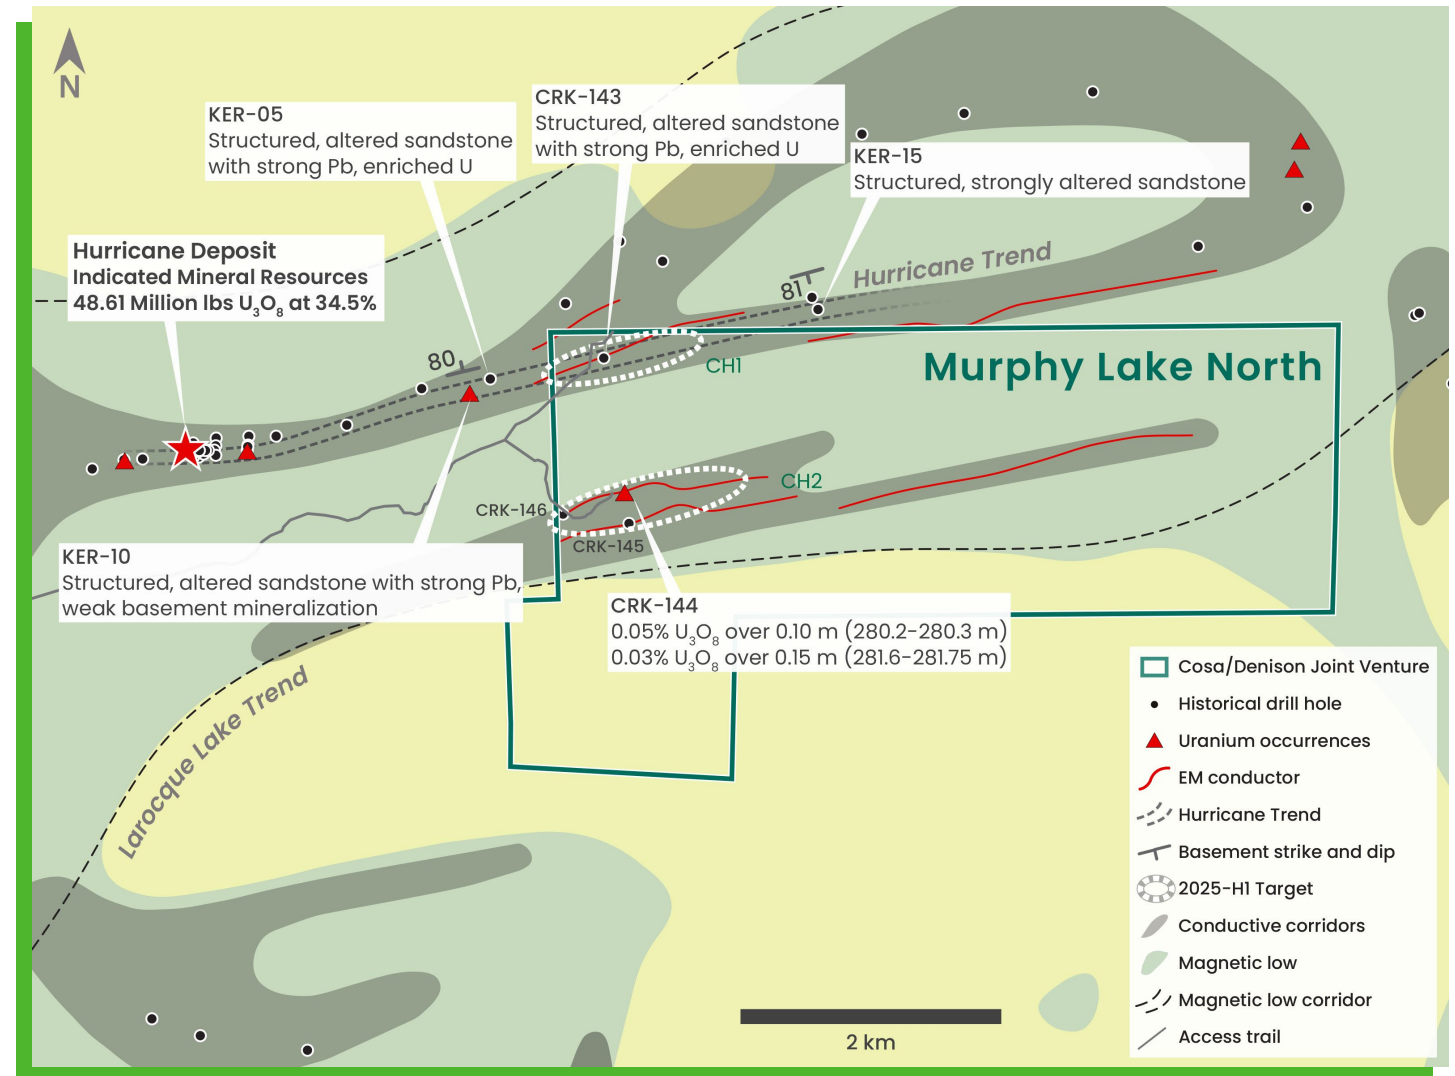 N
CRK-143
Structured, altered sandstone
with strong Pb, enriched U
KER-05
Structured, altered sandstone
with strong Pb, enriched U
KER-15
Structured, strongly altered sandstone
Hurricane Deposit
Indicated Mineral Resources
48.61 Million lbs U₃O₈ at 34.5%
Hurricane Trend
81
80
CH1
Murphy Lake North
CH2
CRK-146
CRK-145
KER-10
Structured, altered sandstone with strong Pb,
weak basement mineralization
CRK-144
0.05% U₃O₈ over 0.10 m (280.2-280.3 m)
0.03% U₃O₈ over 0.15 m (281.6-281.75 m)
Larocque Lake Trend
Cosa/Denison Joint Venture
Historical drill hole
Uranium occurrences
EM conductor
Hurricane Trend
Basement strike and dip
2025-H1 Target
Conductive corridors
Magnetic low
Magnetic low corridor
Access trail
2 km